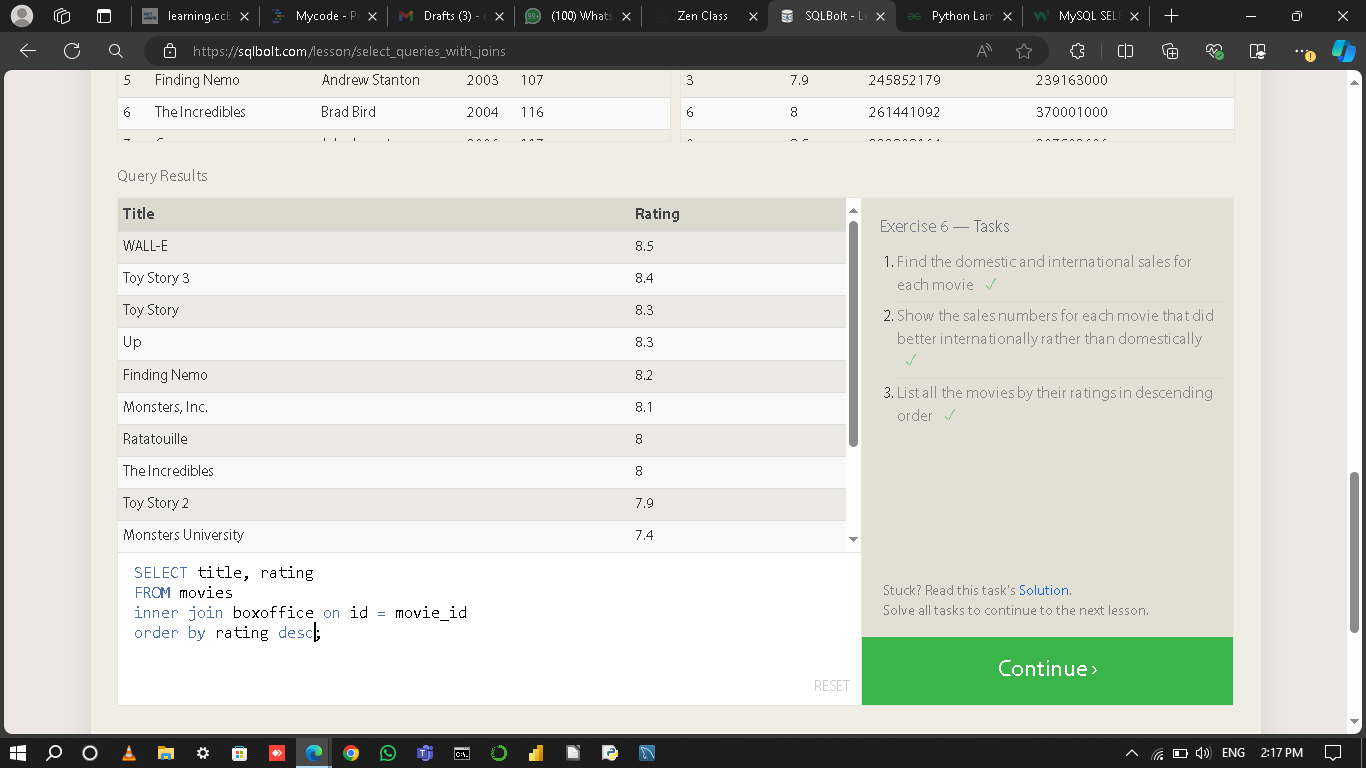 learning.ccb
Mycode - P
Drafts (3) -
(100) Whats
Zen Class
SQLBolt - L
Python Lam
MySQL SELE
https://sqlbolt.com/lesson/select_queries_with_joins
5 Finding Nemo Andrew Stanton 2003 107
3 7.9 245852179 239163000
6 The Incredibles Brad Bird 2004 116
6 8 261441092 370001000
Query Results
Title Rating
WALL-E 8.5
Toy Story 3 8.4
Toy Story 8.3
Up 8.3
Finding Nemo 8.2
Monsters, Inc. 8.1
Ratatouille 8
The Incredibles 8
Toy Story 2 7.9
Monsters University 7.4
SELECT title, rating
FROM movies
inner join boxoffice on id = movie_id
order by rating desc;
RESET
Exercise 6 — Tasks
1. Find the domestic and international sales for
each movie ✓
2. Show the sales numbers for each movie that did
better internationally rather than domestically
✓
3. List all the movies by their ratings in descending
order ✓
Stuck? Read this task's Solution.
Solve all tasks to continue to the next lesson.
Continue ›
ENG 2:17 PM